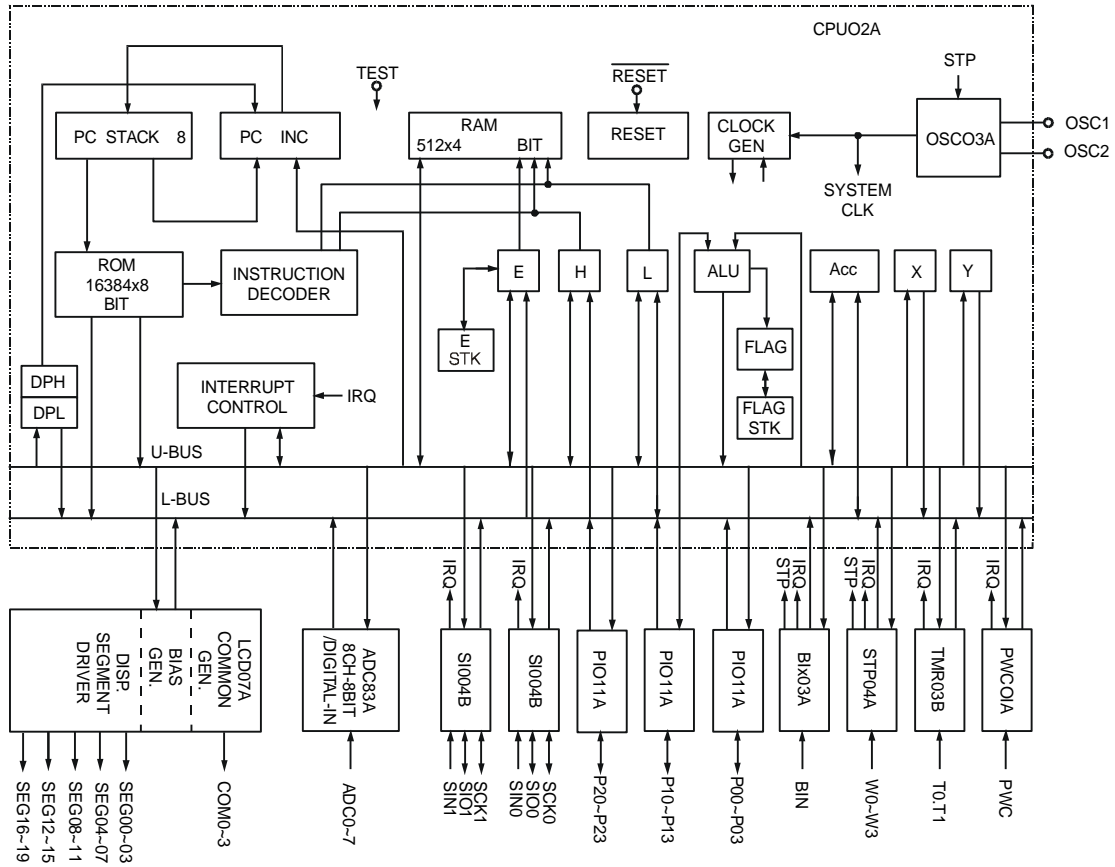 CPUO2A
STP
TEST
RESET
OSC1
OSC2
PC STACK 8
PC INC
RAM
512x4 BIT
RESET
CLOCK
GEN
OSCO3A
SYSTEM
CLK
ROM
16384x8
BIT
INSTRUCTION
DECODER
E
H
L
ALU
Acc
X
Y
E
STK
FLAG
FLAG
STK
DPH
DPL
INTERRUPT
CONTROL
IRQ
U-BUS
L-BUS
IRQ
IRQ
STP
IRQ
STP
IRQ
IRQ
IRQ
LCD07A
COMMON
GEN.
BIAS
GEN.
DISP.
SEGMENT
DRIVER
ADC83A
8CH-8BIT
/DIGITAL-IN
SI004B
SI004B
PIO11A
PIO11A
PIO11A
BIx03A
STP04A
TMR03B
PWCOIA
SEG16~19
SEG12~15
SEG08~11
SEG04~07
SEG00~03
COM0~3
ADC0~7
SIN1
SIO1
SCK1
SIN0
SIO0
SCK0
P20~P23
P10~P13
P00~P03
BIN
W0~W3
T0.T1
PWC